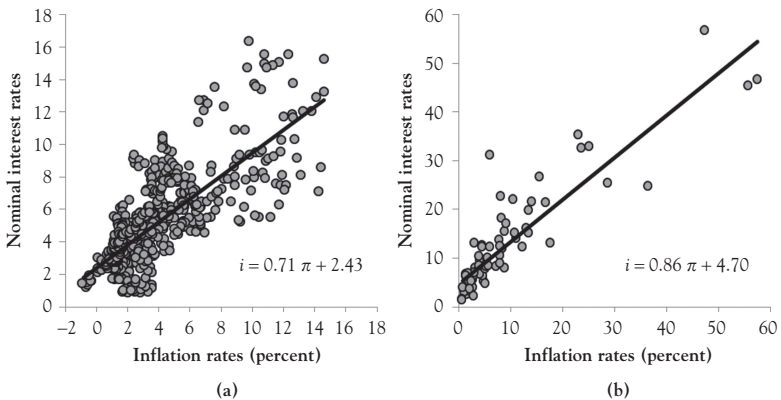 18
16
14
12
10
8
6
4
2
0
Nominal interest rates
i = 0.71 π + 2.43
–2 0 2 4 6 8 10 12 14 16 18
Inflation rates (percent)
(a)
60
50
40
30
20
10
0
Nominal interest rates
i = 0.86 π + 4.70
0 10 20 30 40 50 60
Inflation rates (percent)
(b)